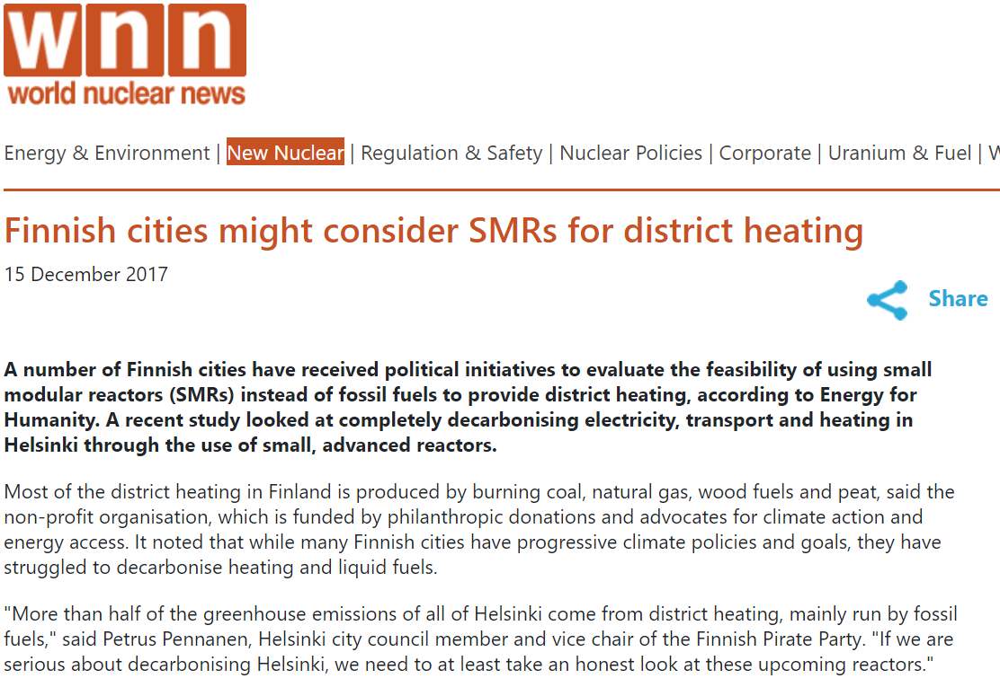 wnn
world nuclear news
Energy & Environment | New Nuclear | Regulation & Safety | Nuclear Policies | Corporate | Uranium & Fuel | W
Finnish cities might consider SMRs for district heating
15 December 2017
Share
A number of Finnish cities have received political initiatives to evaluate the feasibility of using small
modular reactors (SMRs) instead of fossil fuels to provide district heating, according to Energy for
Humanity. A recent study looked at completely decarbonising electricity, transport and heating in
Helsinki through the use of small, advanced reactors.
Most of the district heating in Finland is produced by burning coal, natural gas, wood fuels and peat, said the
non-profit organisation, which is funded by philanthropic donations and advocates for climate action and
energy access. It noted that while many Finnish cities have progressive climate policies and goals, they have
struggled to decarbonise heating and liquid fuels.
"More than half of the greenhouse emissions of all of Helsinki come from district heating, mainly run by fossil
fuels," said Petrus Pennanen, Helsinki city council member and vice chair of the Finnish Pirate Party. "If we are
serious about decarbonising Helsinki, we need to at least take an honest look at these upcoming reactors."